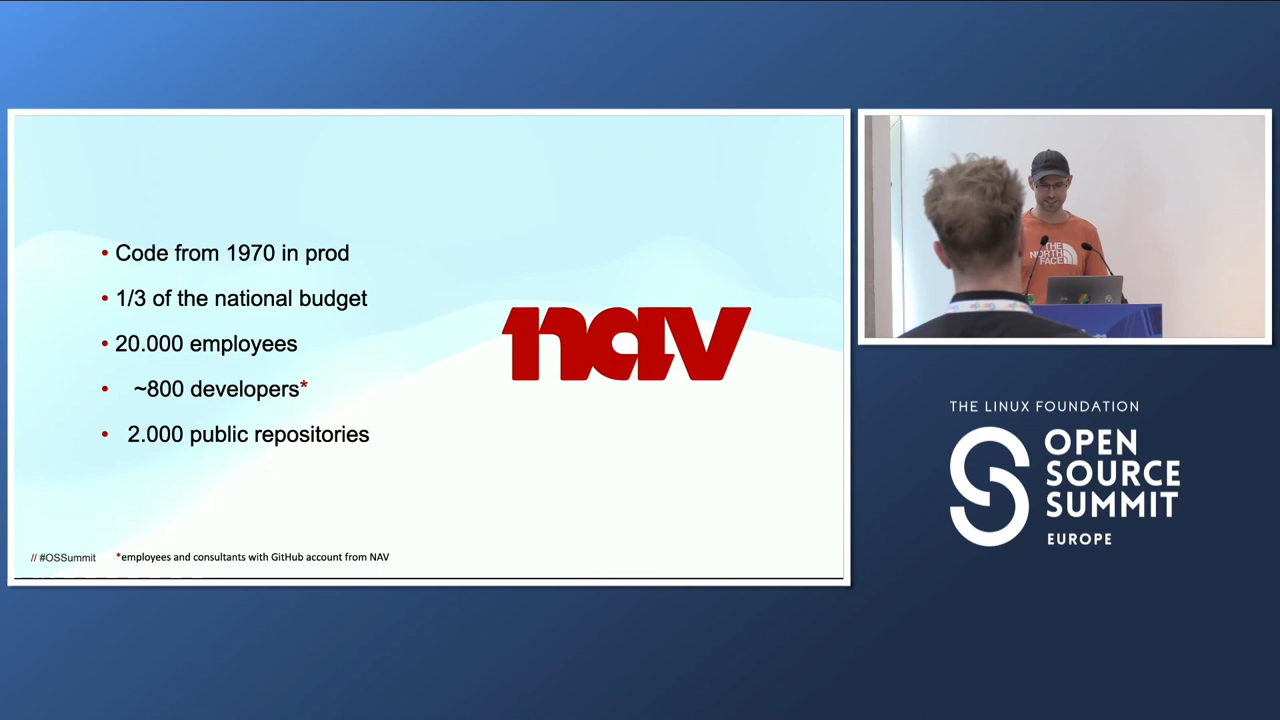 • Code from 1970 in prod
• 1/3 of the national budget
• 20.000 employees
• ~800 developers*
• 2.000 public repositories
nav
// #OSSummit
*employees and consultants with GitHub account from NAV
THE
NORTH
FACE
THE LINUX FOUNDATION
OPEN
SOURCE
SUMMIT
EUROPE